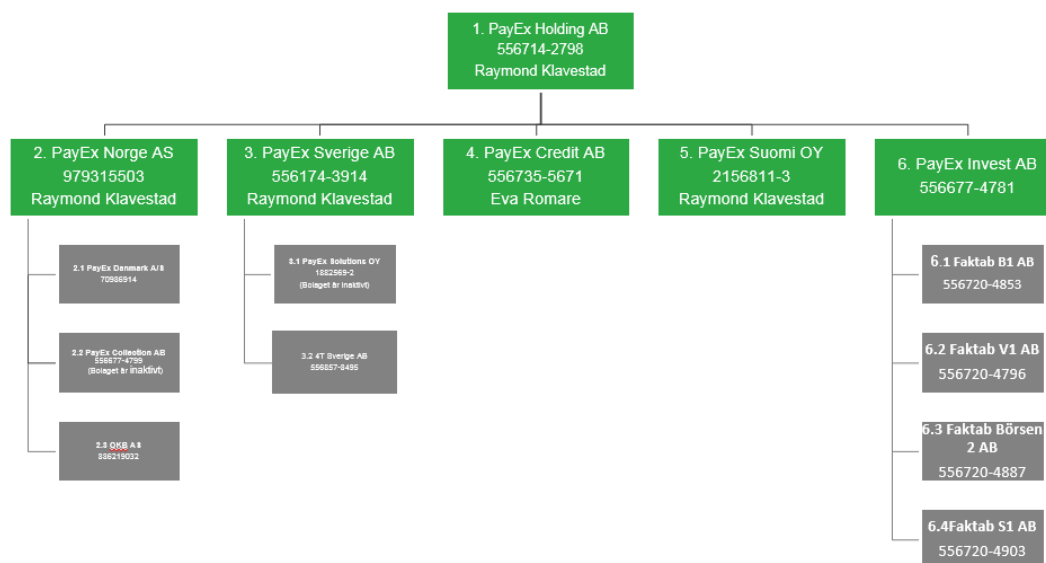 1. PayEx Holding AB
556714-2798
Raymond Klavestad
2. PayEx Norge AS
979315503
Raymond Klavestad
3. PayEx Sverige AB
556174-3914
Raymond Klavestad
4. PayEx Credit AB
556735-5671
Eva Romare
5. PayEx Suomi OY
2156811-3
Raymond Klavestad
6. PayEx Invest AB
556677-4781
2.1 PayEx Danmark A/S
70986914
2.2 PayEx Collection AB
556677-4799
(Bolaget är inaktivt)
2.3 OKB AS
886219032
3.1 PayEx Solutions OY
1882569-2
(Bolaget är inaktivt)
3.2 4T Sverige AB
556857-8495
6.1 Faktab B1 AB
556720-4853
6.2 Faktab V1 AB
556720-4796
6.3 Faktab Börsen
2 AB
556720-4887
6.4Faktab S1 AB
556720-4903